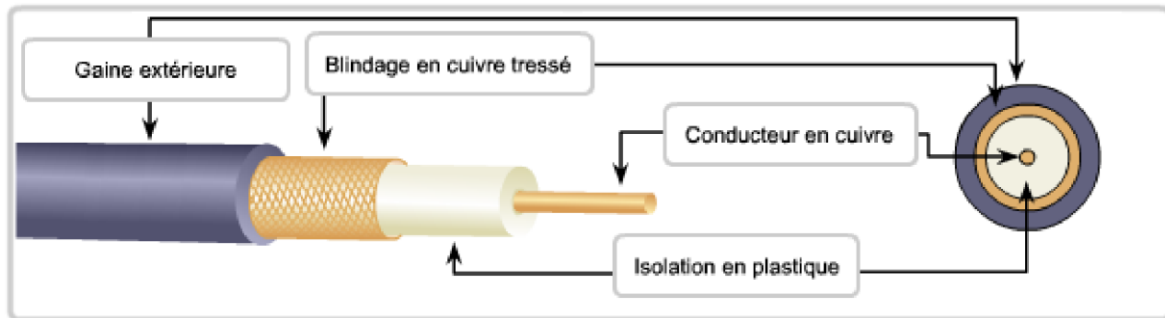 Gaine extérieure
Blindage en cuivre tressé
Conducteur en cuivre
Isolation en plastique